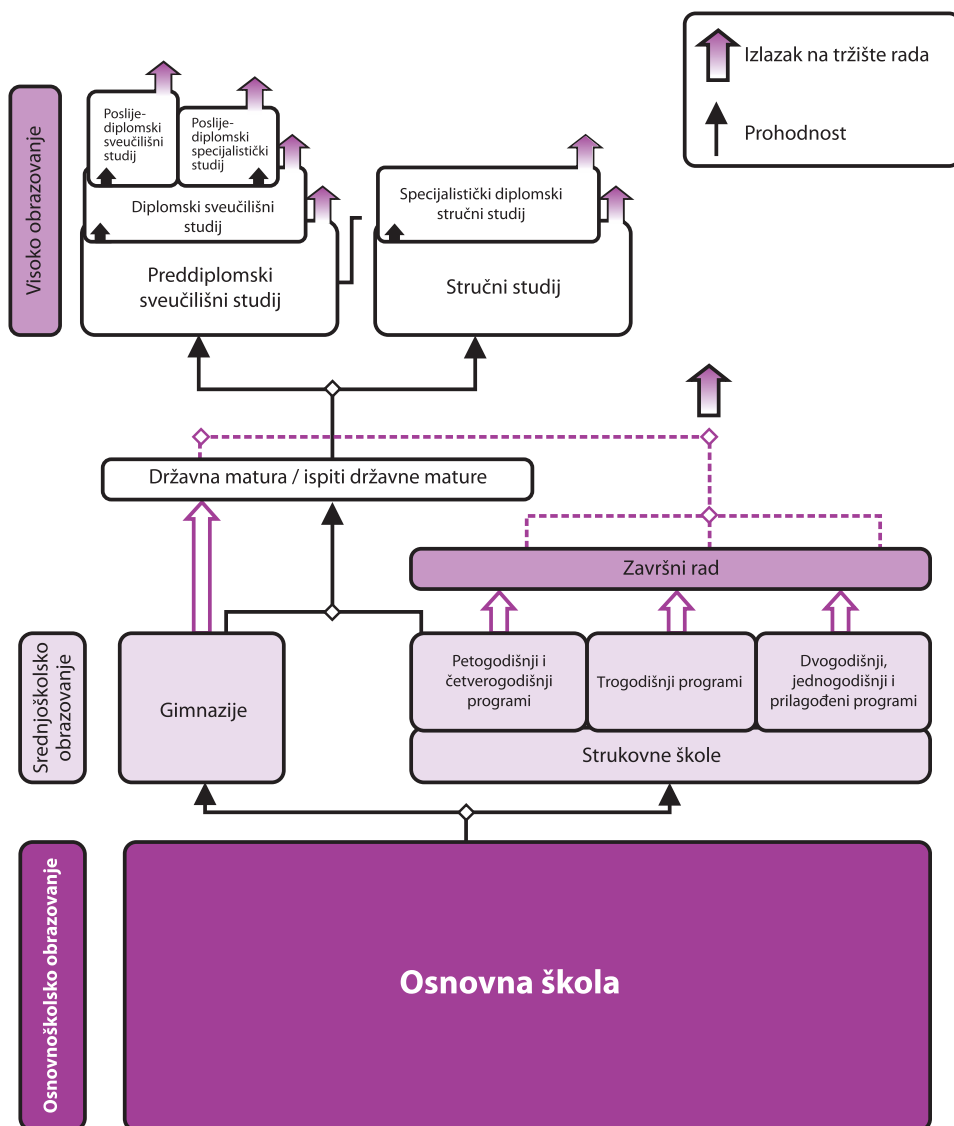 Izlazak na tržište rada
Prohodnost
Visoko obrazovanje
Poslije-
diplomski
sveučilišni
studij
Poslije-
diplomski
specijalistički
studij
Diplomski sveučilišni
studij
Preddiplomski
sveučilišni studij
Specijalistički diplomski
stručni studij
Stručni studij
Državna matura / ispiti državne mature
Završni rad
Srednjoškolsko
obrazovanje
Gimnazije
Petogodišnji i
četverogodišnji
programi
Trogodišnji programi
Dvogodišnji,
jednogodišnji i
prilagođeni programi
Strukovne škole
Osnovnoškolsko obrazovanje
Osnovna škola